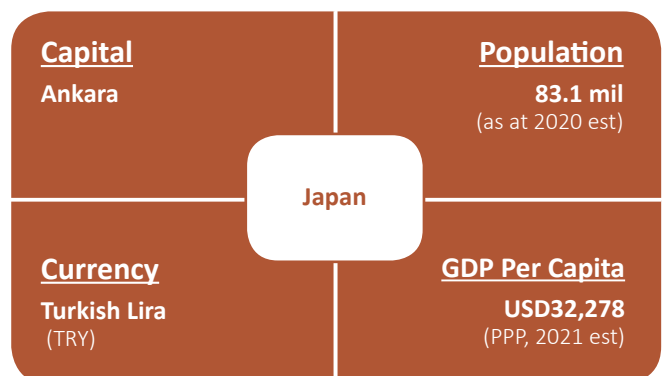 Capital
Ankara
Population
83.1 mil
(as at 2020 est)
Japan
Currency
Turkish Lira
(TRY)
GDP Per Capita
USD32,278
(PPP, 2021 est)